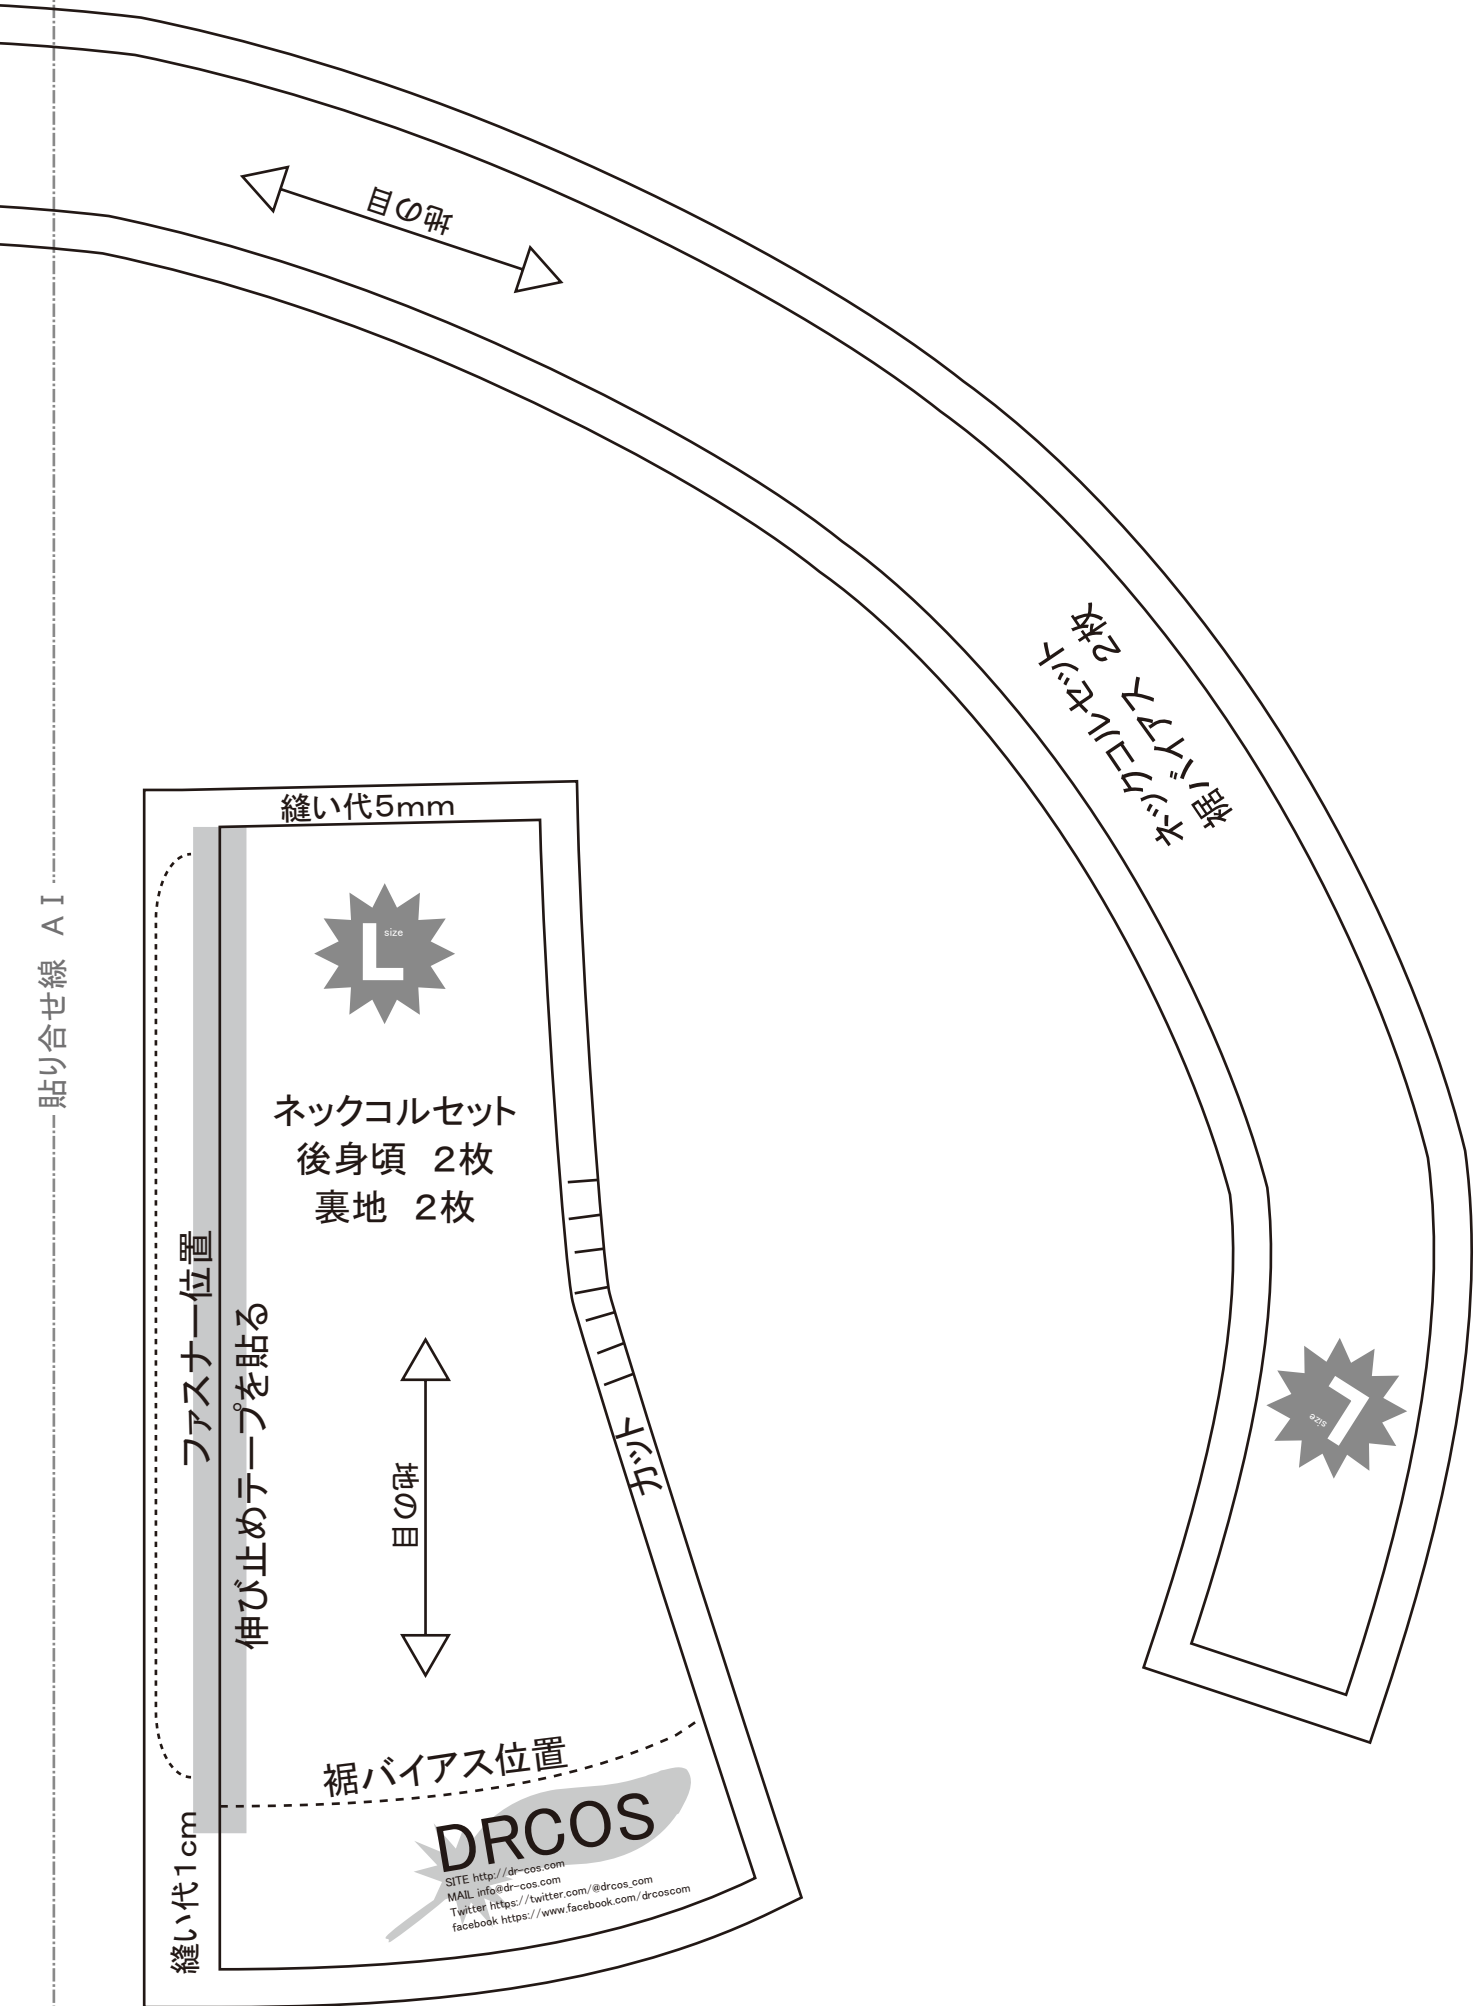 地の目
ネックコルセット
裾バイアス 2枚
L
size
貼り合せ線 AI
縫い代5mm
L
size
ネックコルセット
後身頃 2枚
裏地 2枚
ファスナー位置
伸び止めテープを貼る
地の目
カット
裾バイアス位置
縫い代1cm
DRCOS
SITE http://dr-cos.com
MAIL info@dr-cos.com
Twitter https://twitter.com/@drcos_com
facebook https://www.facebook.com/drcoscom